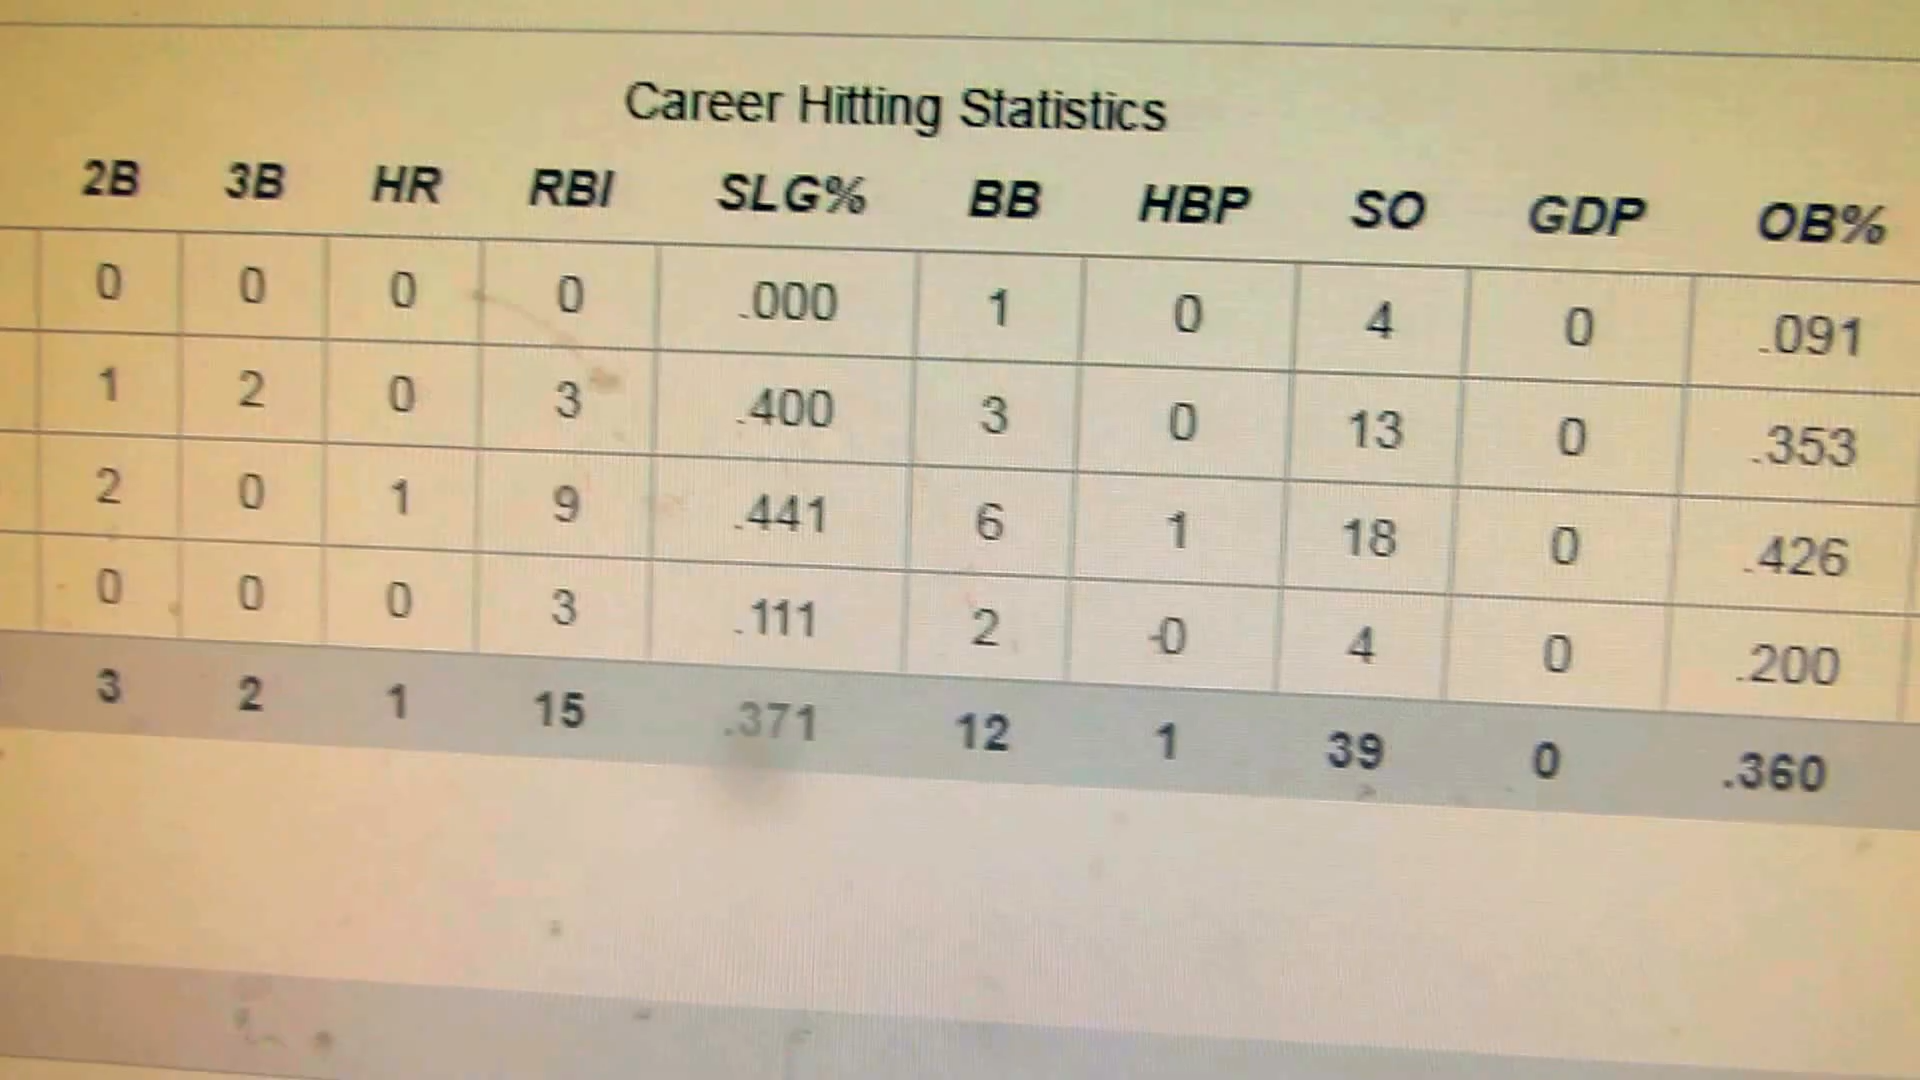 Career Hitting Statistics
2B 3B HR RBI SLG% BB HBP SO GDP OB%
0 0 0 0 .000 1 0 4 0 .091
1 2 0 3 .400 3 0 13 0 .353
2 0 1 9 .441 6 1 18 0 .426
0 0 0 3 .111 2 0 4 0 .200
3 2 1 15 .371 12 1 39 0 .360